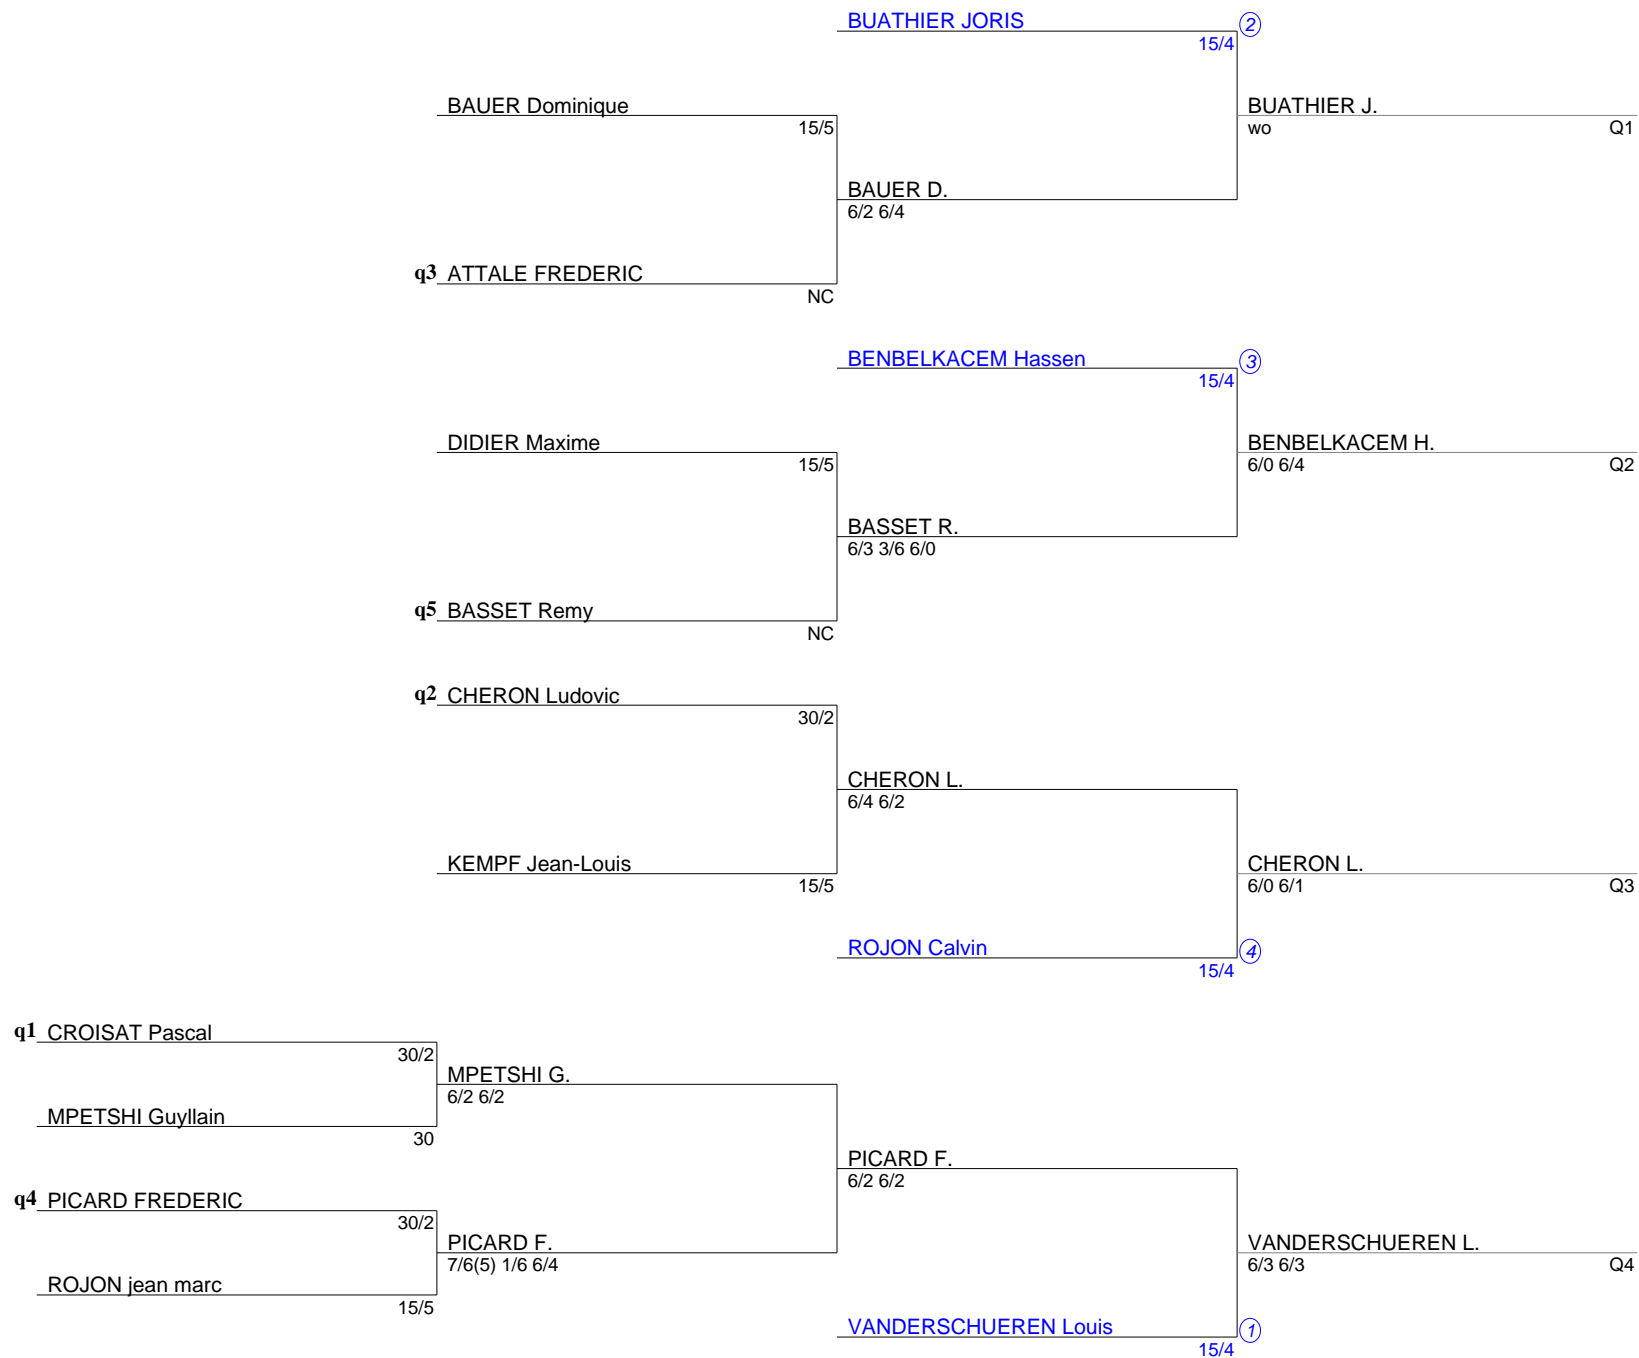 BUATHIER JORIS 2
15/4
BAUER Dominique
15/5
BUATHIER J.
wo Q1
BAUER D.
6/2 6/4
q3 ATTALE FREDERIC
NC
BENBELKACEM Hassen 3
15/4
DIDIER Maxime
15/5
BENBELKACEM H.
6/0 6/4 Q2
BASSET R.
6/3 3/6 6/0
q5 BASSET Remy
NC
q2 CHERON Ludovic
30/2
CHERON L.
6/4 6/2
KEMPF Jean-Louis
15/5
CHERON L.
6/0 6/1 Q3
ROJON Calvin 4
15/4
q1 CROISAT Pascal
30/2
MPETSHI G.
6/2 6/2
MPETSHI Guyllain
30
PICARD F.
6/2 6/2
q4 PICARD FREDERIC
30/2
PICARD F.
7/6(5) 1/6 6/4
VANDERSCHUEREN L.
6/3 6/3 Q4
ROJON jean marc
15/5
VANDERSCHUEREN Louis 1
15/4